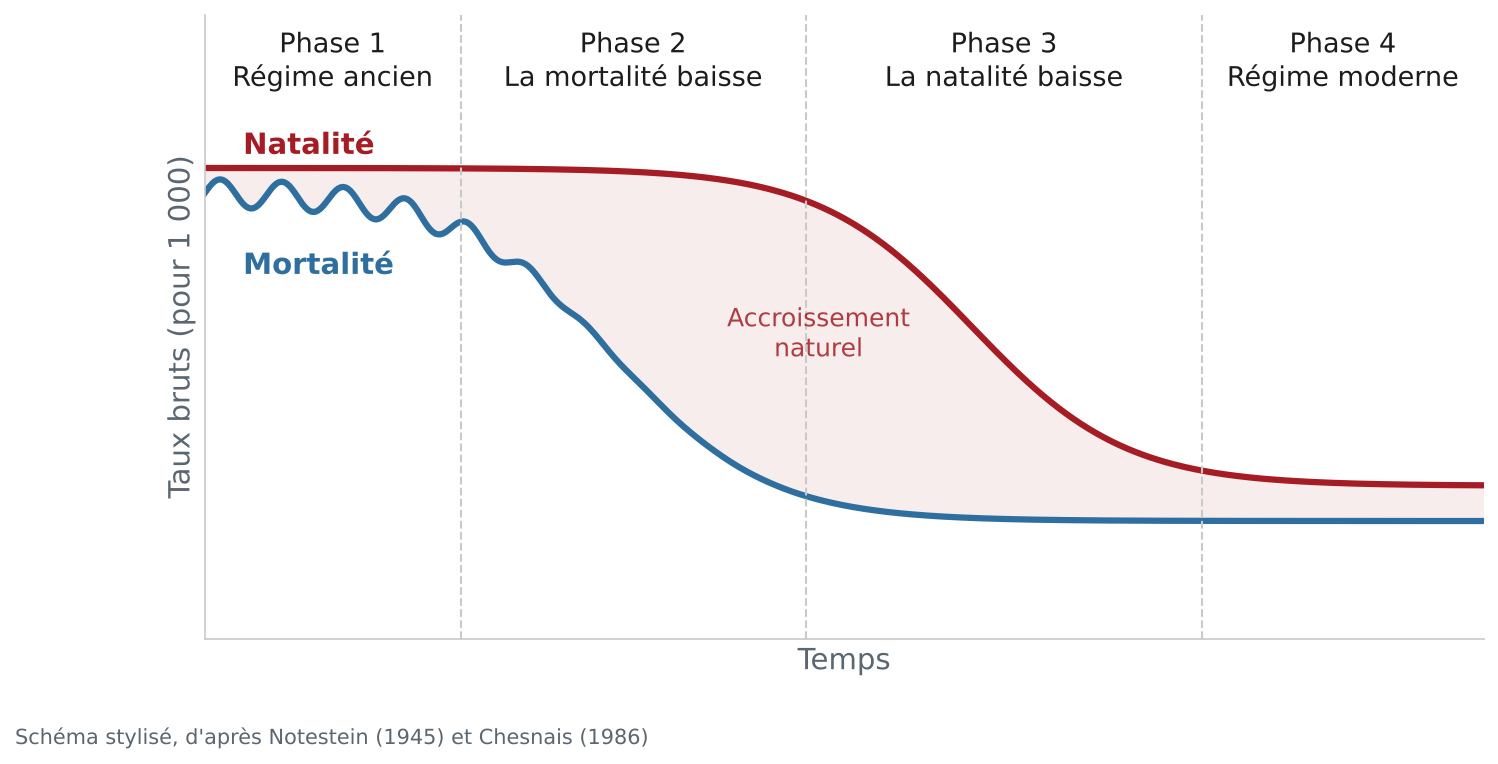 Phase 1
Régime ancien
Phase 2
La mortalité baisse
Phase 3
La natalité baisse
Phase 4
Régime moderne
Natalité
Mortalité
Accroissement
naturel
Taux bruts (pour 1 000)
Temps
Schéma stylisé, d'après Notestein (1945) et Chesnais (1986)